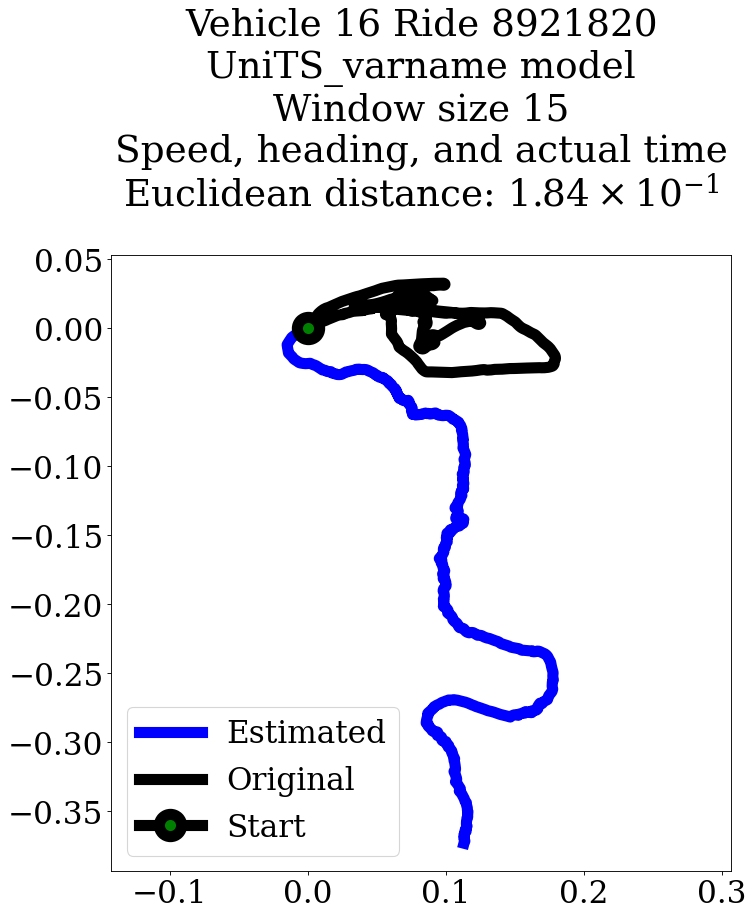 Vehicle 16 Ride 8921820
UniTS_varname model
Window size 15
Speed, heading, and actual time
Euclidean distance: 1.84 × 10⁻¹
0.05
0.00
−0.05
−0.10
−0.15
−0.20
−0.25
−0.30
−0.35
Estimated
Original
Start
−0.1 0.0 0.1 0.2 0.3